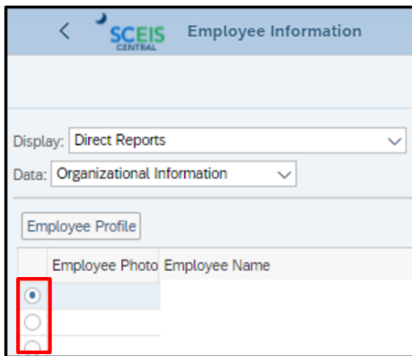 SCEIS
CENTRAL
Employee Information
Display: Direct Reports
Data: Organizational Information
Employee Profile
Employee Photo Employee Name